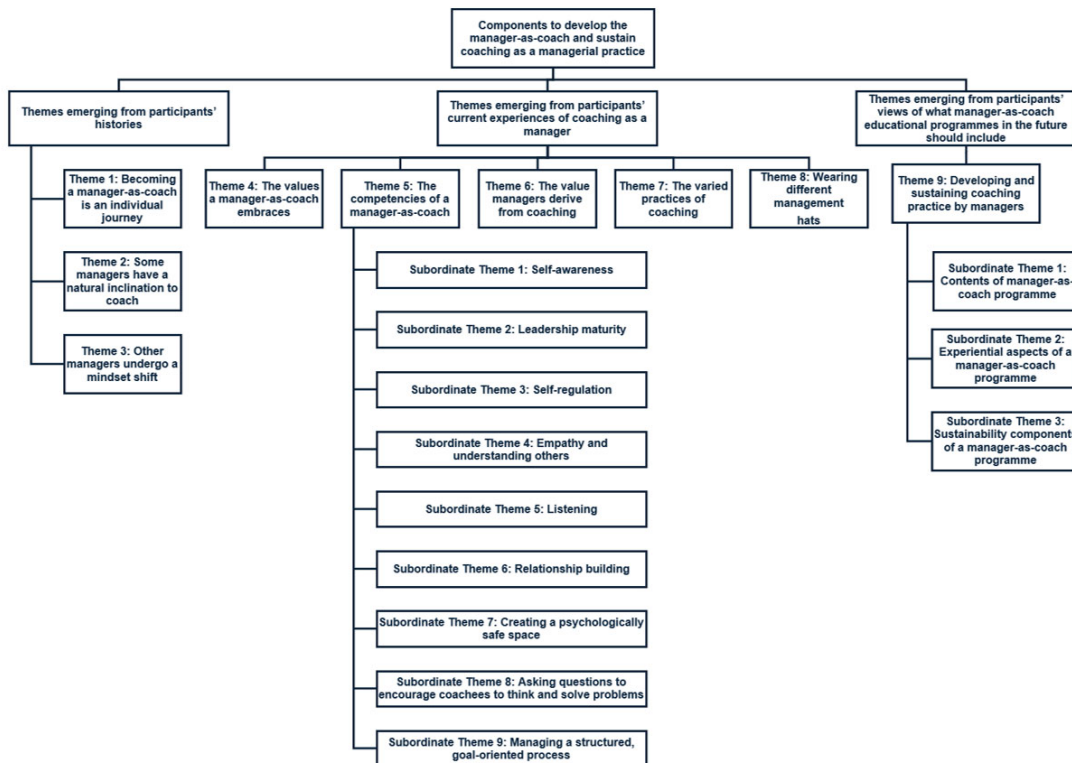 Components to develop the
manager-as-coach and sustain
coaching as a managerial practice
Themes emerging from participants'
histories
Themes emerging from participants'
current experiences of coaching as a
manager
Themes emerging from participants'
views of what manager-as-coach
educational programmes in the future
should include
Theme 1: Becoming
a manager-as-coach
is an individual
journey
Theme 2: Some
managers have a
natural inclination to
coach
Theme 3: Other
managers undergo a
mindset shift
Theme 4: The values
a manager-as-coach
embraces
Theme 5: The
competencies of a
manager-as-coach
Theme 6: The value
managers derive from
coaching
Theme 7: The varied
practices of
coaching
Theme 8: Wearing
different
management
hats
Subordinate Theme 1: Self-awareness
Subordinate Theme 2: Leadership maturity
Subordinate Theme 3: Self-regulation
Subordinate Theme 4: Empathy and
understanding others
Subordinate Theme 5: Listening
Subordinate Theme 6: Relationship building
Subordinate Theme 7: Creating a psychologically
safe space
Subordinate Theme 8: Asking questions to
encourage coachees to think and solve problems
Subordinate Theme 9: Managing a structured,
goal-oriented process
Theme 9: Developing and
sustaining coaching
practice by managers
Subordinate Theme 1:
Contents of manager-as-
coach programme
Subordinate Theme 2:
Experiential aspects of a
manager-as-coach
programme
Subordinate Theme 3:
Sustainability components
of a manager-as-coach
programme